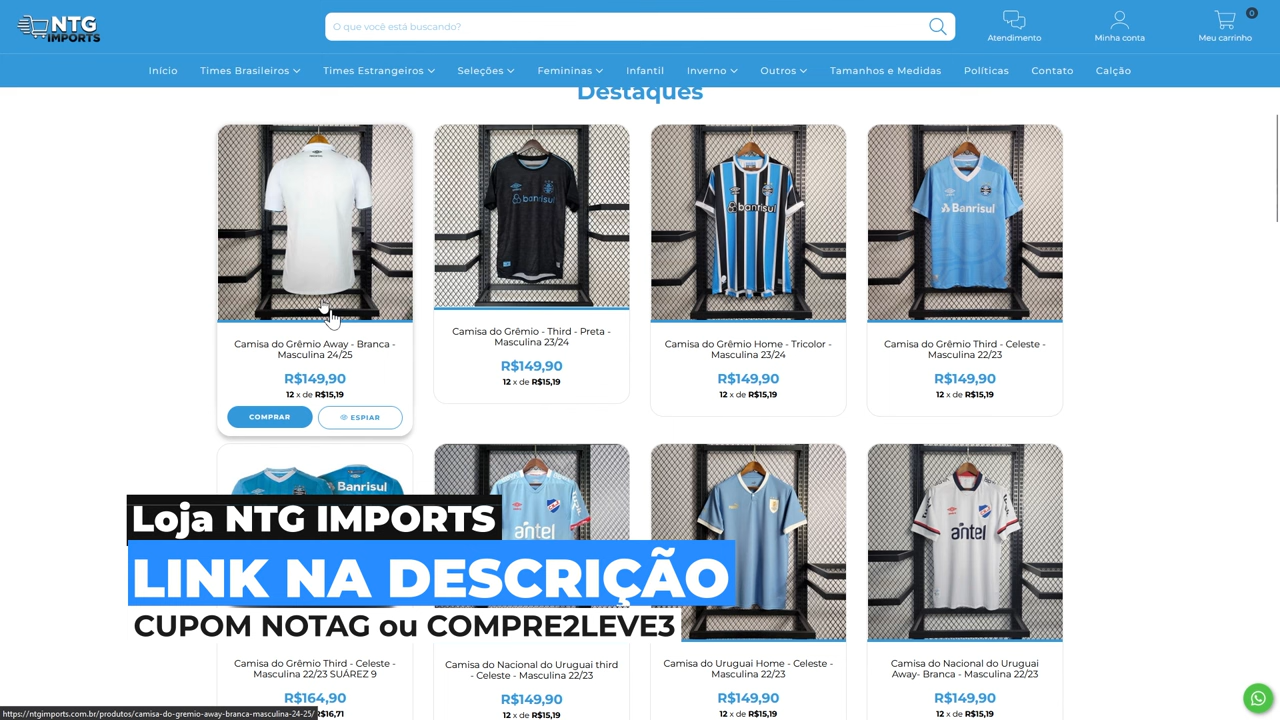 NTG
IMPORTS
O que você está buscando?
Atendimento
Minha conta
0
Meu carrinho
Início
Times Brasileiros
Times Estrangeiros
Seleções
Femininas
Infantil
Inverno
Outros
Tamanhos e Medidas
Políticas
Contato
Calção
Destaques
banrisul
banrisul
Banrisul
Camisa do Grêmio Away - Branca -
Masculina 24/25
R$149,90
12 x de R$15,19
COMPRAR
ESPIAR
Camisa do Grêmio - Third - Preta -
Masculina 23/24
R$149,90
12 x de R$15,19
Camisa do Grêmio Home - Tricolor -
Masculina 23/24
R$149,90
12 x de R$15,19
Camisa do Grêmio Third - Celeste -
Masculina 22/23
R$149,90
12 x de R$15,19
Banrisul
antel
antel
Loja NTG IMPORTS
LINK NA DESCRIÇÃO
CUPOM NOTAG ou COMPRE2LEVE3
Camisa do Grêmio Third - Celeste -
Masculina 22/23 SUÁREZ 9
R$164,90
R$16,71
Camisa do Nacional do Uruguai third
- Celeste - Masculina 22/23
R$149,90
12 x de R$15,19
Camisa do Uruguai Home - Celeste -
Masculina 22/23
R$149,90
12 x de R$15,19
Camisa do Nacional do Uruguai
Away- Branca - Masculina 22/23
R$149,90
12 x de R$15,19
https://ntgimports.com.br/produtos/camisa-do-gremio-away-branca-masculina-24-25/